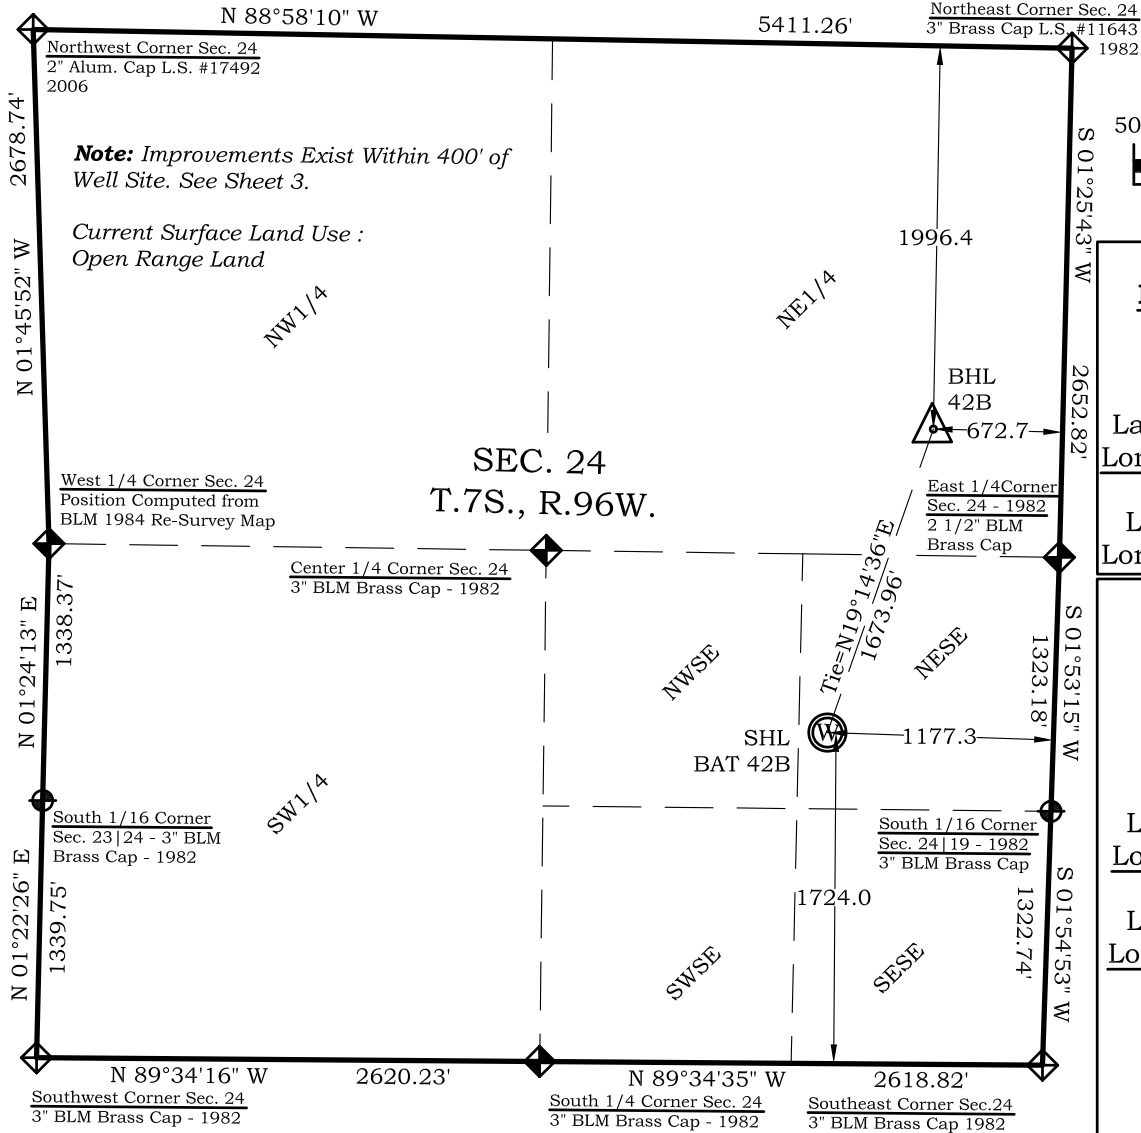 N 88°58'10" W
5411.26'
Northeast Corner Sec. 24
3" Brass Cap L.S. #11643
1982
Northwest Corner Sec. 24
2" Alum. Cap L.S. #17492
2006
2678.74'
N 01°45'52" W
Note: Improvements Exist Within 400' of
Well Site. See Sheet 3.
Current Surface Land Use :
Open Range Land
50
S 01°25'43" W
2652.82'
1996.4
NW1/4
NE1/4
BHL
42B
672.7
La
Lon
L
Lon
SEC. 24
T.7S., R.96W.
West 1/4 Corner Sec. 24
Position Computed from
BLM 1984 Re-Survey Map
East 1/4Corner
Sec. 24 - 1982
2 1/2" BLM
Brass Cap
Center 1/4 Corner Sec. 24
3" BLM Brass Cap - 1982
Tie=N19°14'36"E
1673.96'
N 01°24'13" E
1338.37'
NWSE
NESE
1323.18'
S 01°53'15" W
SHL
BAT 42B
W
1177.3
SW1/4
South 1/16 Corner
Sec. 23|24 - 3" BLM
Brass Cap - 1982
South 1/16 Corner
Sec. 24|19 - 1982
3" BLM Brass Cap
L
Lo
L
Lo
N 01°22'26" E
1339.75'
1724.0
SWSE
SESE
1322.74'
S 01°54'53" W
N 89°34'16" W
2620.23'
N 89°34'35" W
2618.82'
Southwest Corner Sec. 24
3" BLM Brass Cap - 1982
South 1/4 Corner Sec. 24
3" BLM Brass Cap - 1982
Southeast Corner Sec.24
3" BLM Brass Cap 1982